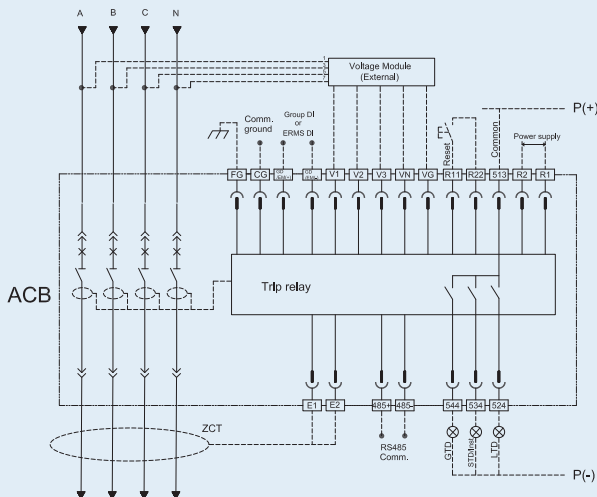 A B C N
Voltage Module
(External)
P(+)
Comm.
ground
Group DI
or
ERMS DI
Reset
Common
Power supply
FG CG V1 V2 V3 VN VG R11 R22 513 R2 R1
ACB
Trip relay
E1 E2 485+ 485- 544 534 524
ZCT
RS485
Comm.
GTD
STD/Inst
LTD
P(-)